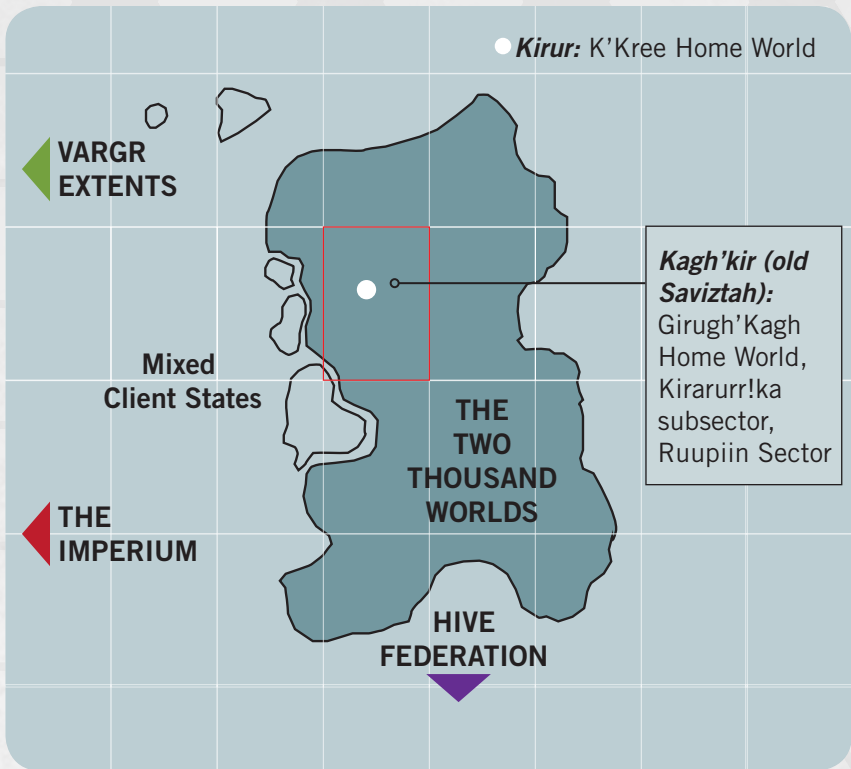 Kirur: K’Kree Home World
VARGR
EXTENTS
Kagh’kir (old
Saviztah):
Girugh’Kagh
Home World,
Kirarurr!ka
subsector,
Ruupiin Sector
Mixed
Client States
THE
TWO
THOUSAND
WORLDS
THE
IMPERIUM
HIVE
FEDERATION